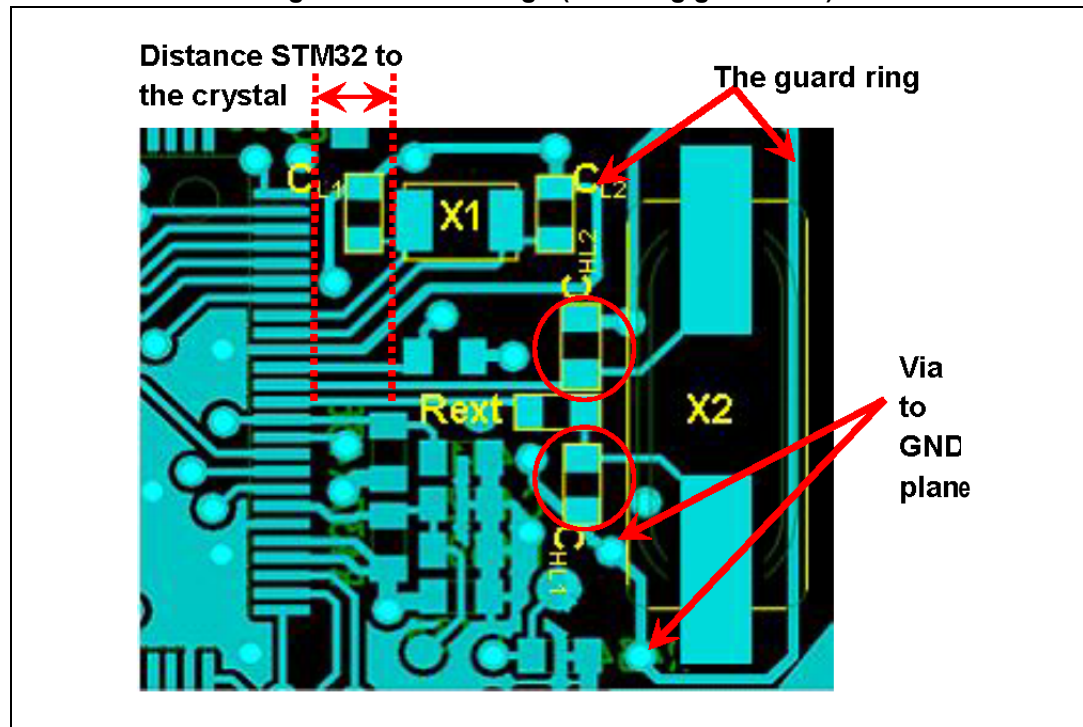 Distance STM32 to
the crystal
The guard ring
CL1
X1
CL2
CHL2
Rext
X2
Via
to
GND
plane
CHL1